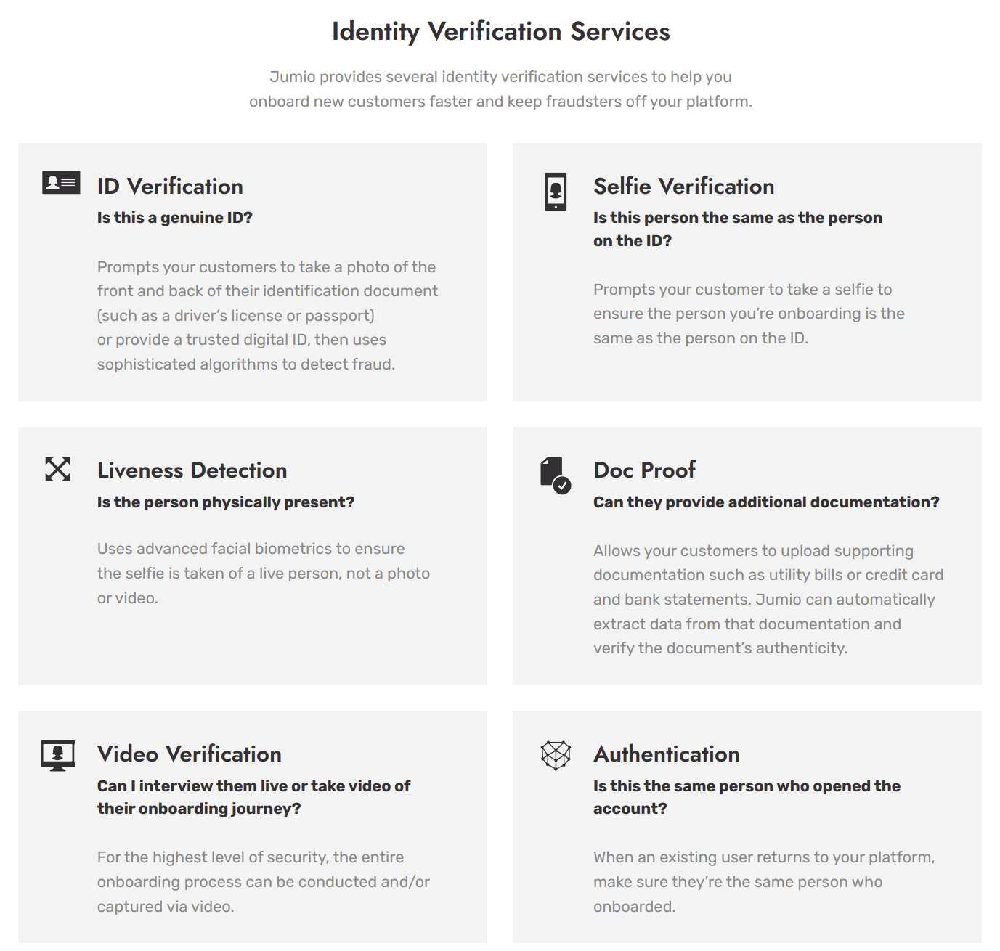 Identity Verification Services
Jumio provides several identity verification services to help you
onboard new customers faster and keep fraudsters off your platform.
ID Verification
Is this a genuine ID?
Prompts your customers to take a photo of the
front and back of their identification document
(such as a driver’s license or passport)
or provide a trusted digital ID, then uses
sophisticated algorithms to detect fraud.
Selfie Verification
Is this person the same as the person
on the ID?
Prompts your customer to take a selfie to
ensure the person you’re onboarding is the
same as the person on the ID.
Liveness Detection
Is the person physically present?
Uses advanced facial biometrics to ensure
the selfie is taken of a live person, not a photo
or video.
Doc Proof
Can they provide additional documentation?
Allows your customers to upload supporting
documentation such as utility bills or credit card
and bank statements. Jumio can automatically
extract data from that documentation and
verify the document’s authenticity.
Video Verification
Can I interview them live or take video of
their onboarding journey?
For the highest level of security, the entire
onboarding process can be conducted and/or
captured via video.
Authentication
Is this the same person who opened the
account?
When an existing user returns to your platform,
make sure they’re the same person who
onboarded.